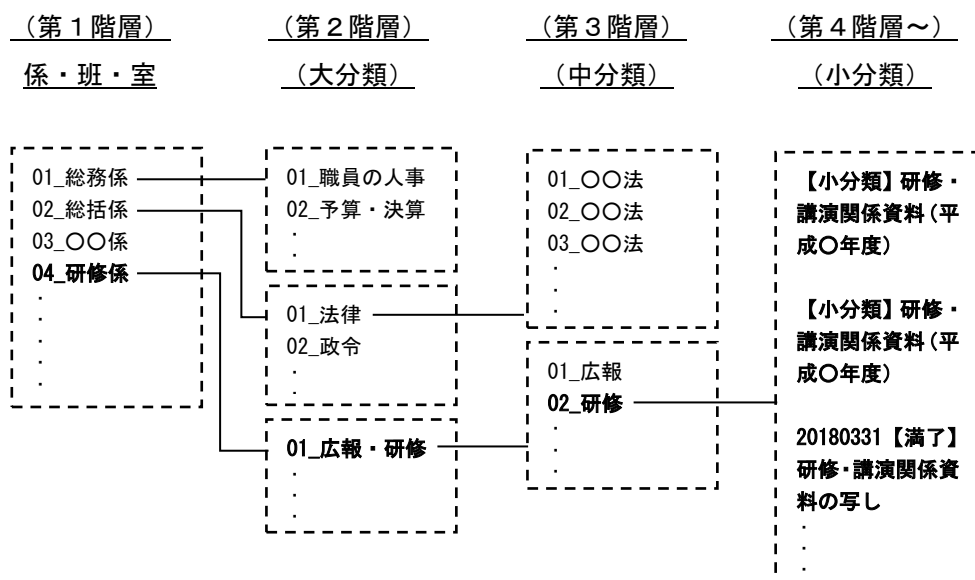 （第１階層）
係・班・室
（第２階層）
（大分類）
（第３階層）
（中分類）
（第４階層～）
（小分類）
01_総務係
02_総括係
03_〇〇係
04_研修係
・
・
・
・
・
01_職員の人事
02_予算・決算
・
・
01_法律
02_政令
・
・
01_広報・研修
・
・
・
01_〇〇法
02_〇〇法
03_〇〇法
・
・
・
01_広報
02_研修
・
・
・
【小分類】研修・
講演関係資料（平
成〇年度）
【小分類】研修・
講演関係資料（平
成〇年度）
20180331【満了】
研修・講演関係資
料の写し
・
・
・